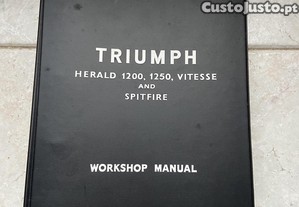 CustoJusto.pt
TRIUMPH
HERALD 1200, 1250, VITESSE
AND
SPITFIRE
WORKSHOP MANUAL